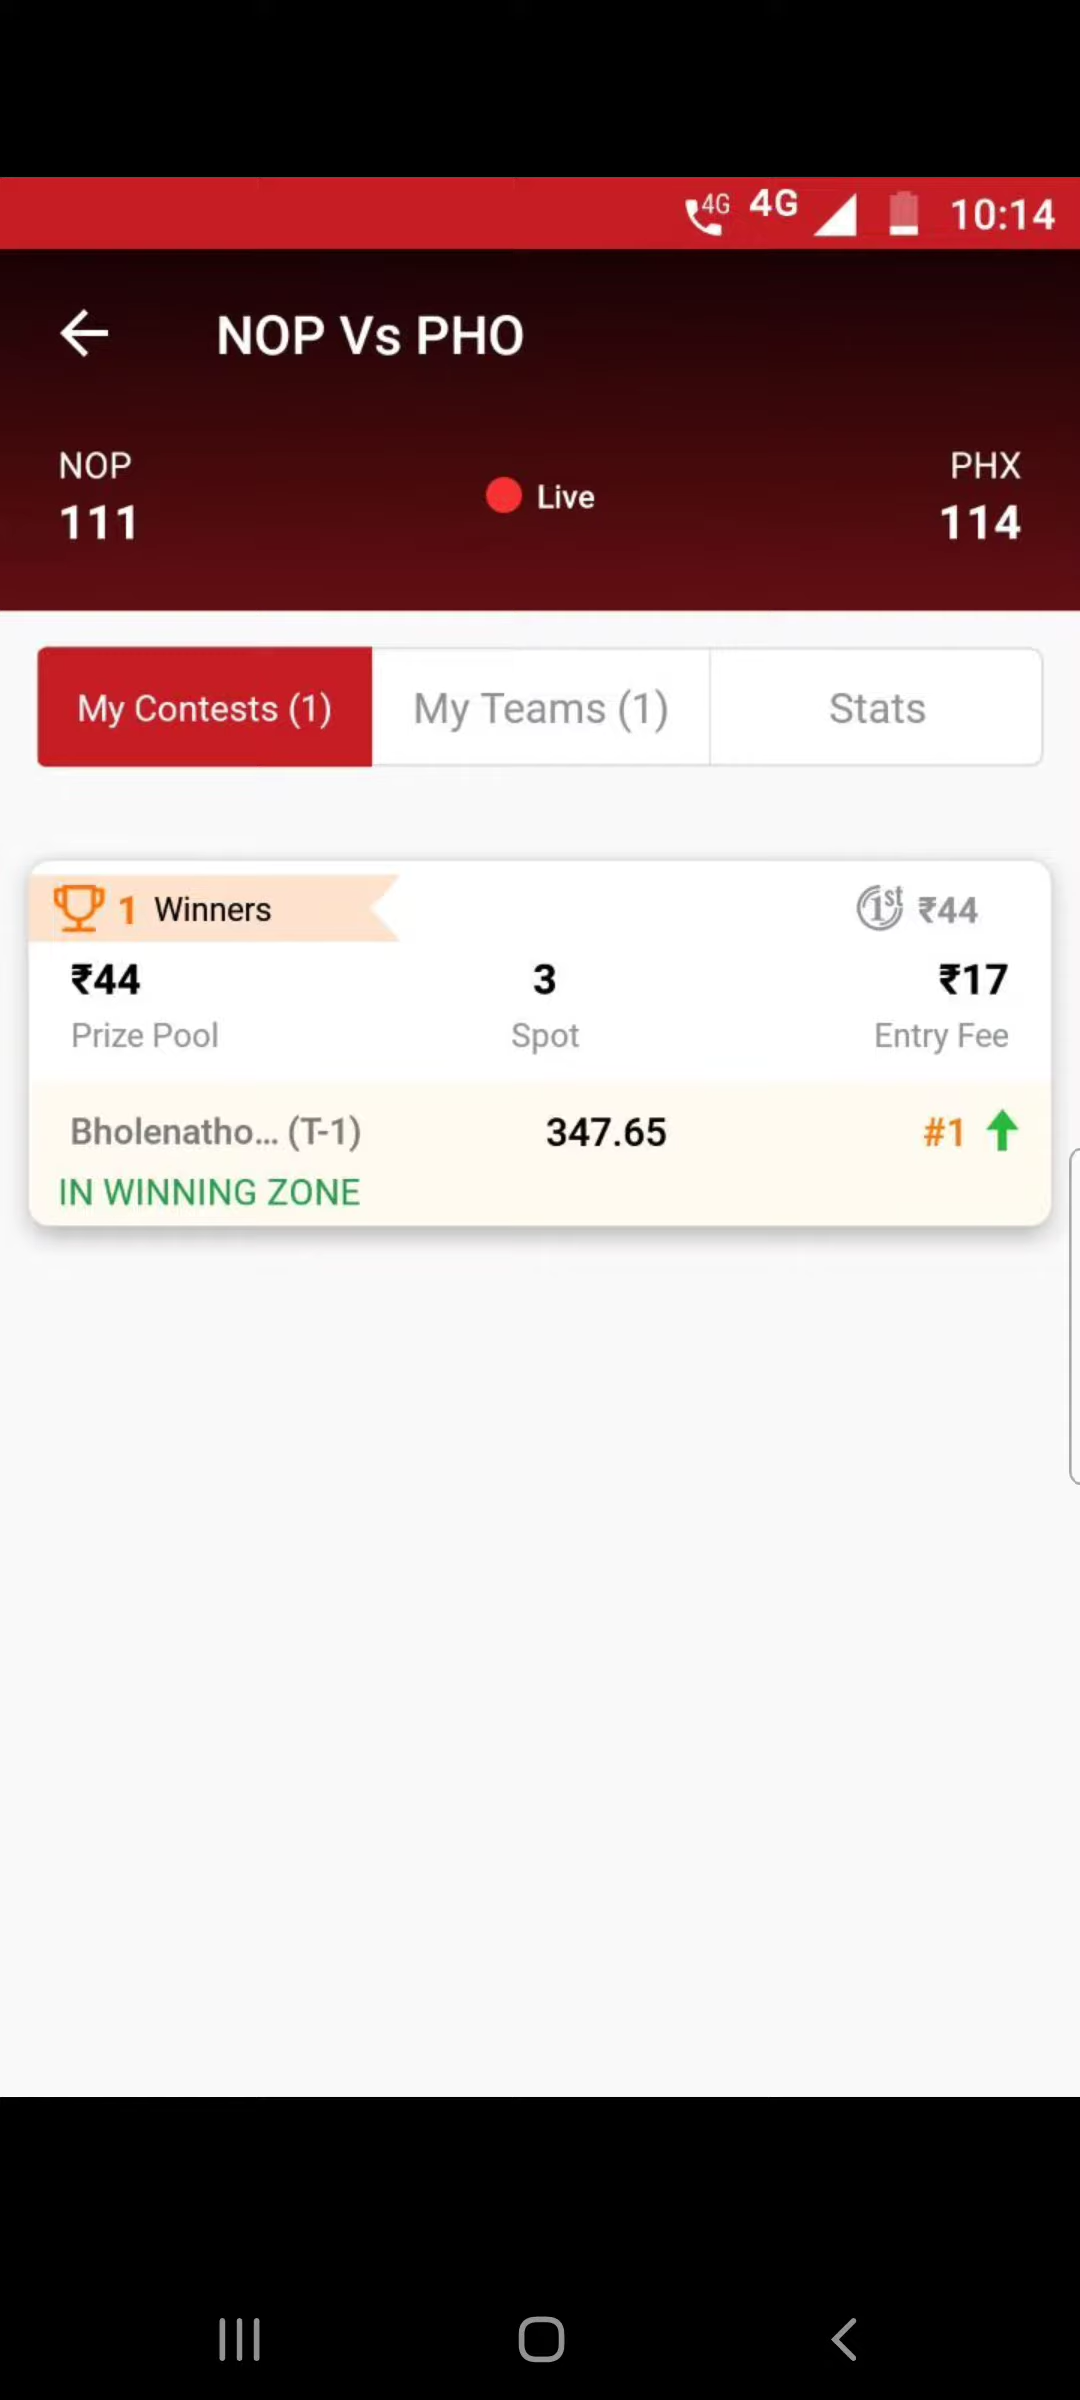 4G 4G 10:14
NOP Vs PHO
NOP
111
Live
PHX
114
My Contests (1)
My Teams (1)
Stats
1 Winners
1st ₹44
₹44 3 ₹17
Prize Pool Spot Entry Fee
Bholenatho... (T-1) 347.65 #1
IN WINNING ZONE